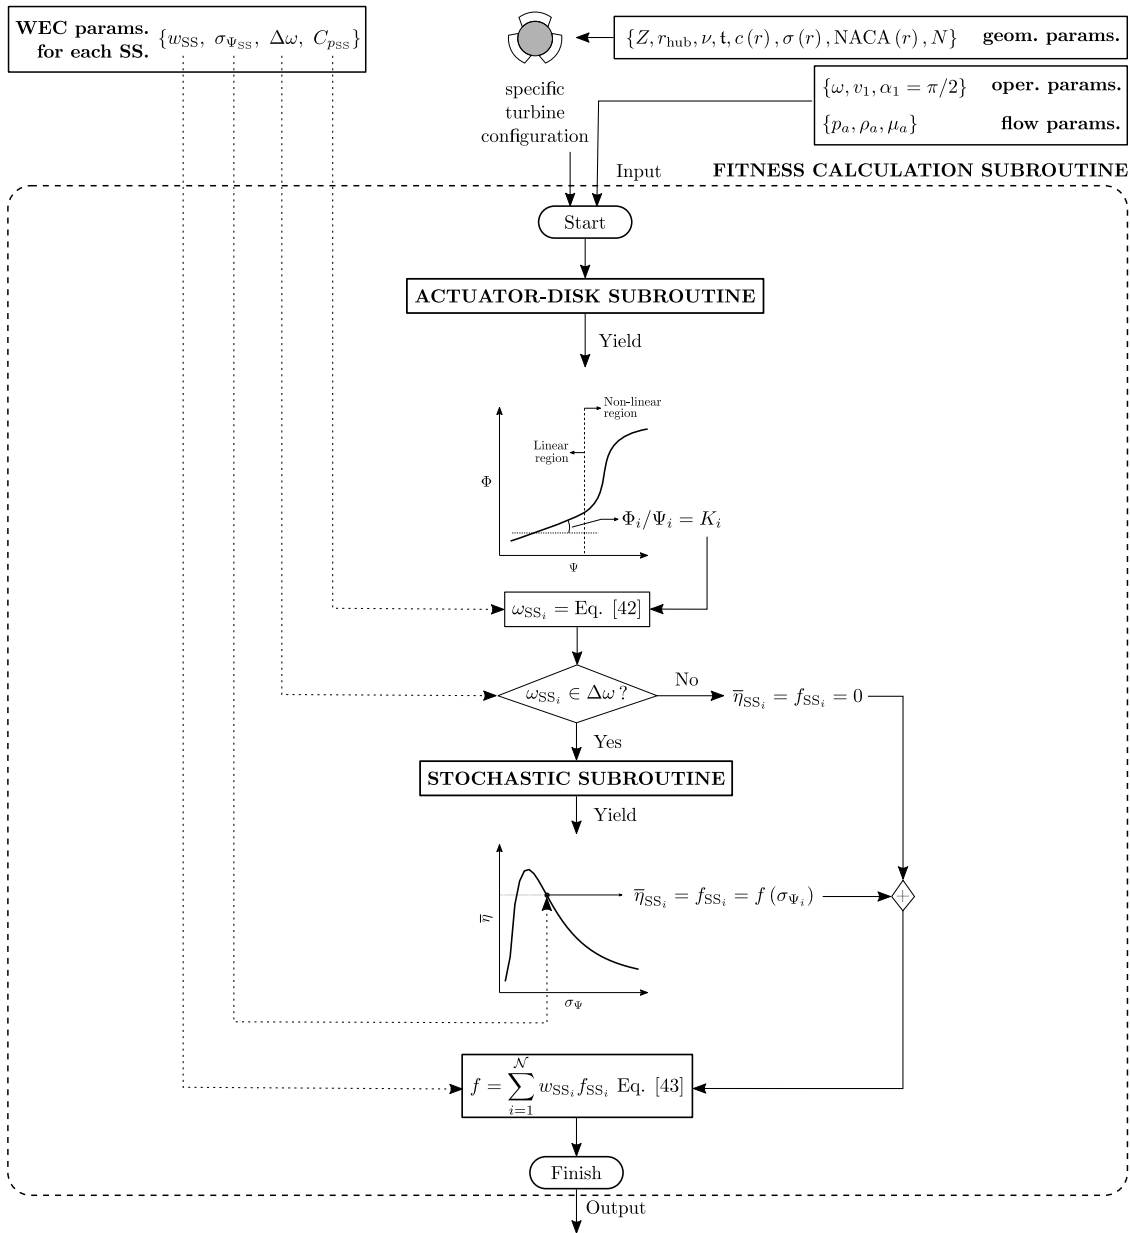 WEC params.
for each SS.
{w_SS, σ_Ψ_SS, Δω, C_p_SS}
{Z, r_hub, ν, 𝔱, c (r), σ (r), NACA (r), N} geom. params.
specific
turbine
configuration
{ω, v_1, α_1 = π/2} oper. params.
{p_a, ρ_a, μ_a} flow params.
Input
FITNESS CALCULATION SUBROUTINE
Start
ACTUATOR-DISK SUBROUTINE
Yield
Non-linear
region
Linear
region
Φ
Φ_i/Ψ_i = K_i
Ψ
ω_SS_i = Eq. [42]
ω_SS_i ∈ Δω ?
No
η̅_SS_i = f_SS_i = 0
Yes
STOCHASTIC SUBROUTINE
Yield
η̅
η̅_SS_i = f_SS_i = f (σ_Ψ_i)
+
σ_Ψ
f = ∑_{i=1}^{𝒩} w_SS_i f_SS_i Eq. [43]
Finish
Output